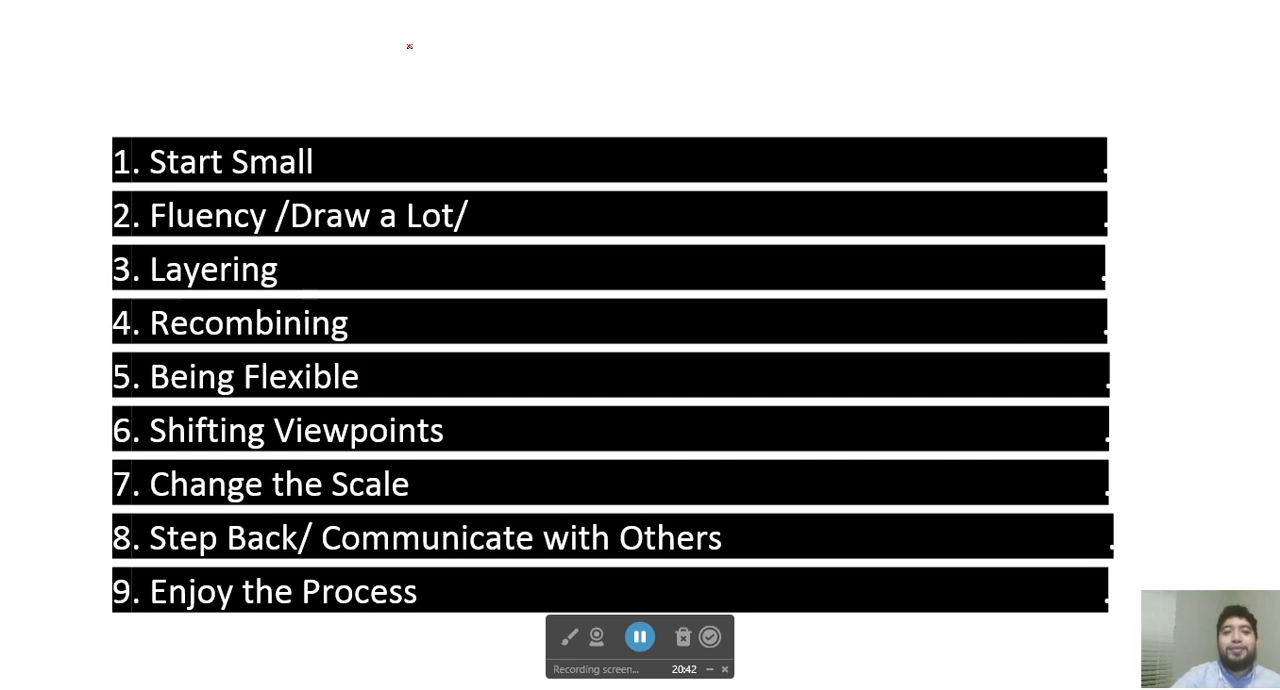 1. Start Small .
2. Fluency /Draw a Lot/ .
3. Layering .
4. Recombining .
5. Being Flexible .
6. Shifting Viewpoints .
7. Change the Scale .
8. Step Back/ Communicate with Others .
9. Enjoy the Process .
Recording screen... 20:42